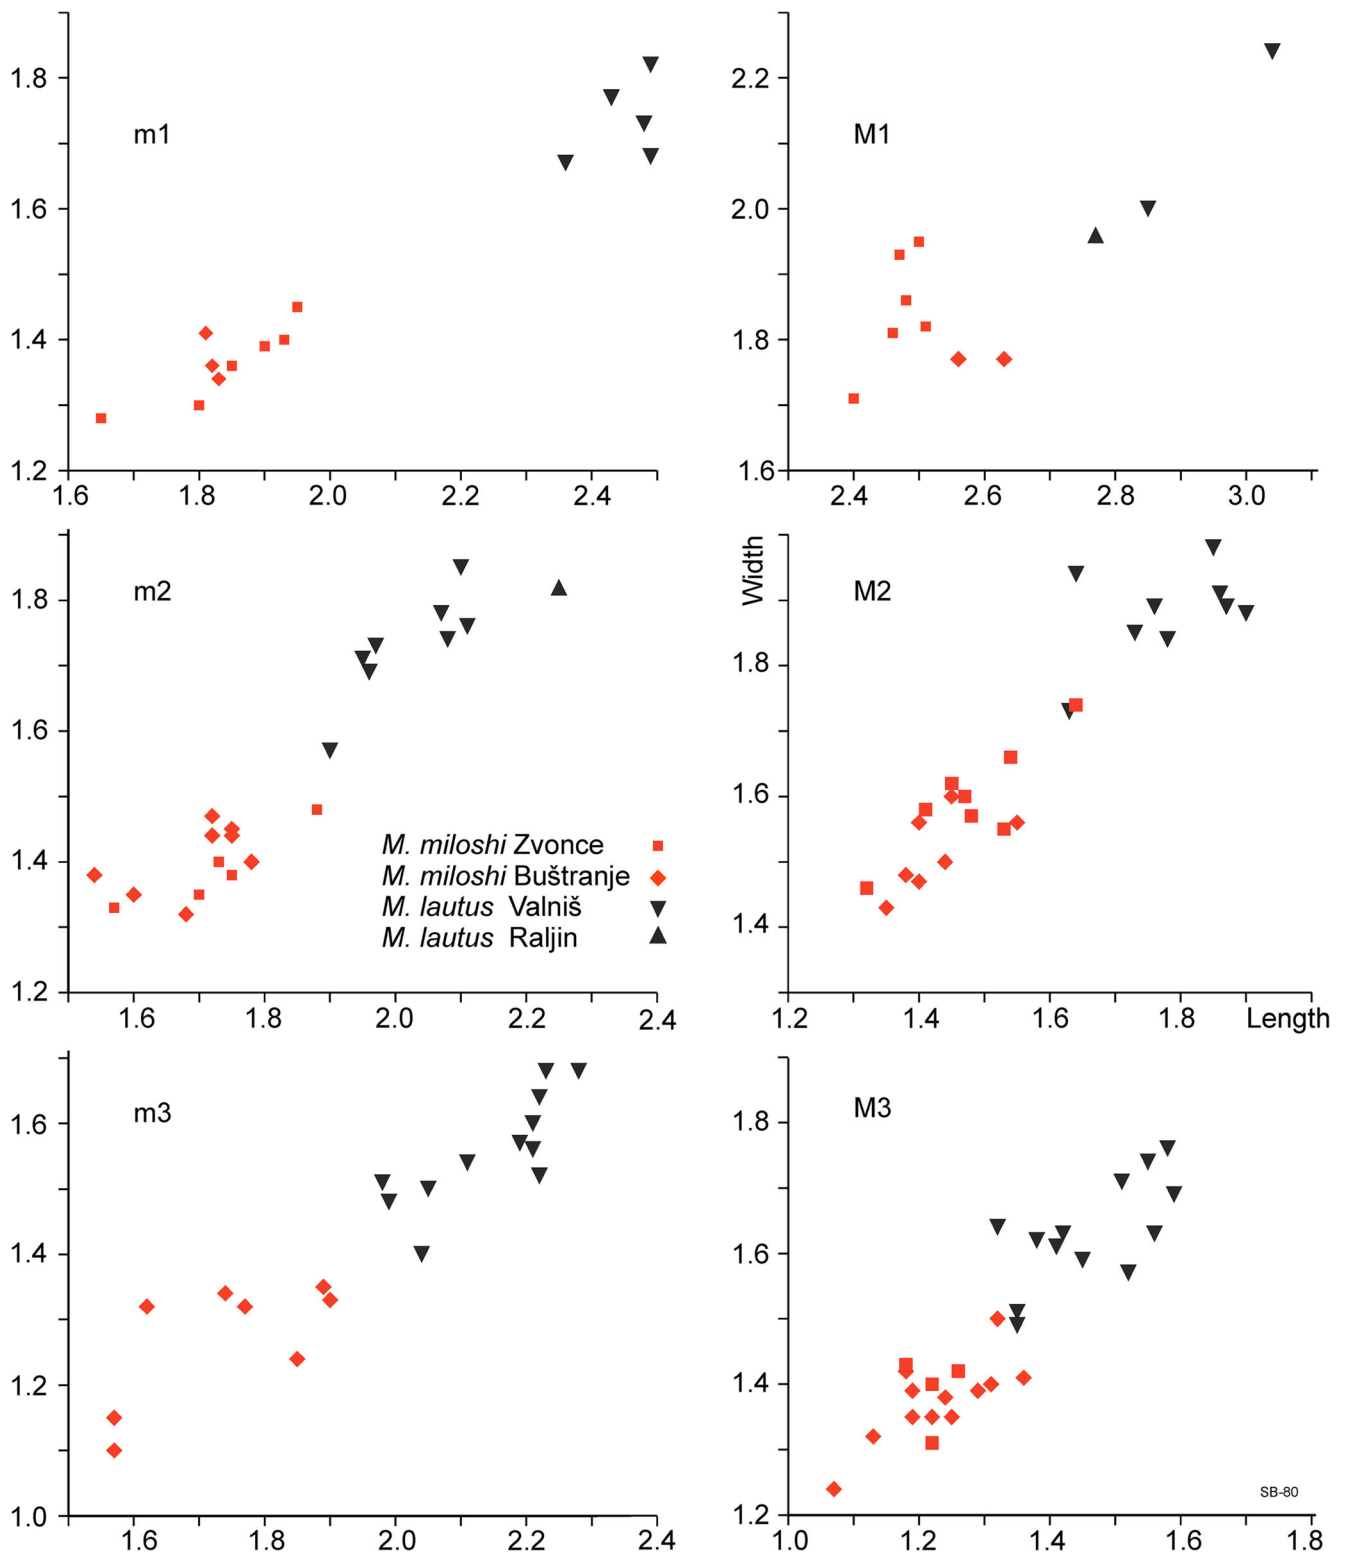 m1
1.8
1.6
1.4
1.2
1.6 1.8 2.0 2.2 2.4
M1
2.2
2.0
1.8
1.6
2.4 2.6 2.8 3.0
m2
1.8
1.6
1.4
1.2
1.6 1.8 2.0 2.2 2.4
M. miloshi Zvonce
M. miloshi Buštranje
M. lautus Valniš
M. lautus Raljin
Width
M2
1.8
1.6
1.4
1.2 1.4 1.6 1.8 Length
m3
1.6
1.4
1.2
1.0
1.6 1.8 2.0 2.2 2.4
M3
1.8
1.6
1.4
1.2
1.0 1.2 1.4 1.6 1.8
SB-80